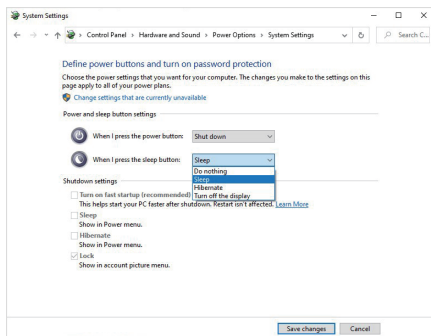 System Settings
Control Panel > Hardware and Sound > Power Options > System Settings
Search C...
Define power buttons and turn on password protection
Choose the power settings that you want for your computer. The changes you make to the settings on this
page apply to all of your power plans.
Change settings that are currently unavailable
Power and sleep button settings
When I press the power button: Shut down
When I press the sleep button: Sleep
Do nothing
Sleep
Hibernate
Turn off the display
Shutdown settings
Turn on fast startup (recommended)
This helps start your PC faster after shutdown. Restart isn't affected. Learn More
Sleep
Show in Power menu.
Hibernate
Show in Power menu.
Lock
Show in account picture menu.
Save changes Cancel